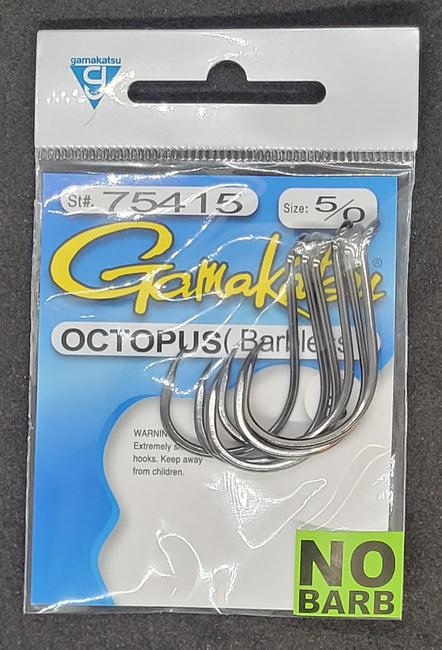 gamakatsu
St#. 75415
Size: 5/0
Gamakatsu®
OCTOPUS( Barbless
WARNING
Extremely
hooks. Keep away
from children.
NO
BARB